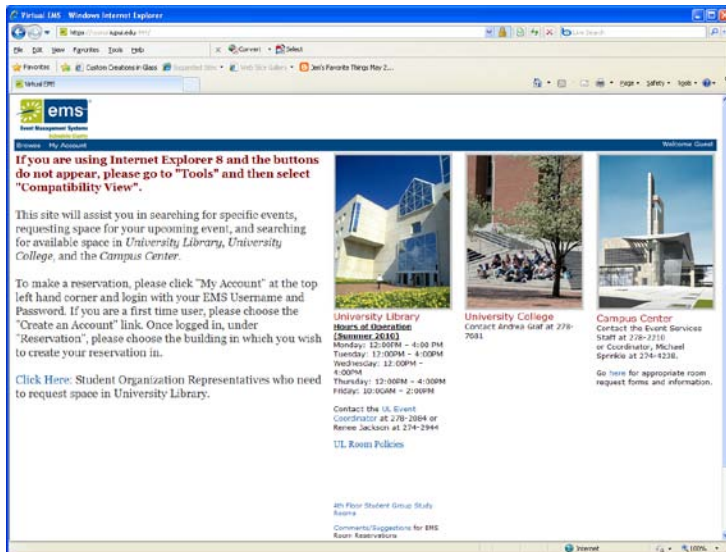 Virtual EMS - Windows Internet Explorer
File Edit View Favorites Tools Help
Convert
Select
Favorites
Custom Creations in Glass
Jen's Favorite Things May 2...
Virtual EMS
Page
Safety
Tools
ems
Event Management Systems
Browse My Account
Welcome Guest
If you are using Internet Explorer 8 and the buttons
do not appear, please go to "Tools" and then select
"Compatibility View".
This site will assist you in searching for specific events,
requesting space for your upcoming event, and searching
for available space in University Library, University
College, and the Campus Center.
To make a reservation, please click "My Account" at the top
left hand corner and login with your EMS Username and
Password. If you are a first time user, please choose the
"Create an Account" link. Once logged in, under
"Reservation", please choose the building in which you wish
to create your reservation in.
Click Here: Student Organization Representatives who need
to request space in University Library.
University Library
Hours of Operation
(Summer 2010)
Monday: 12:00PM - 4:00 PM
Tuesday: 12:00PM - 4:00PM
Wednesday: 12:00PM -
4:00PM
Thursday: 12:00PM - 4:00PM
Friday: 10:00AM - 2:00PM
Contact the UL Event
Coordinator at 278-2084 or
Renee Jackson at 274-2944
UL Room Policies
4th Floor Student Group Study
Rooms
Comments/Suggestions for EMS
Room Reservations
University College
Contact Andrea Graf at 278-
7681
Campus Center
Contact the Event Services
Staff at 278-2210
or Coordinator, Michael
Sprinkle at 274-4238.
Go here for appropriate room
request forms and information.
Internet
100%